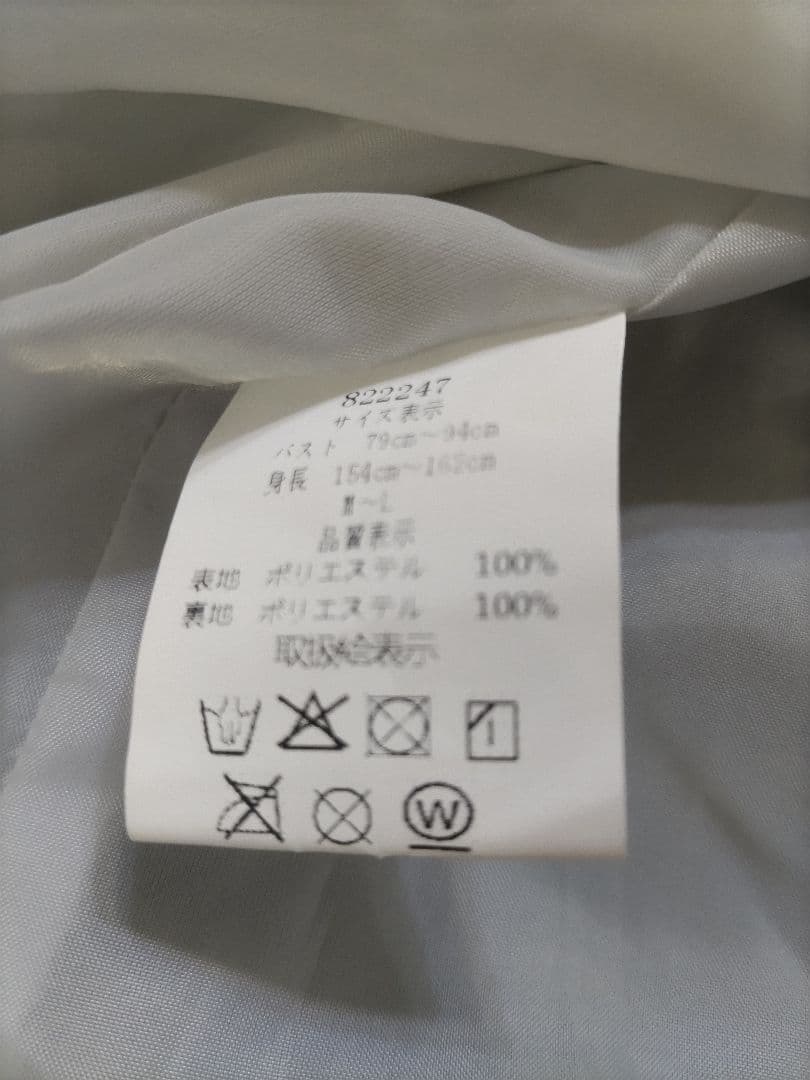 822247
サイズ表示
バスト 79cm～94cm
身長 154cm～162cm
M～L
品質表示
表地 ポリエステル 100%
裏地 ポリエステル 100%
取扱絵表示
W